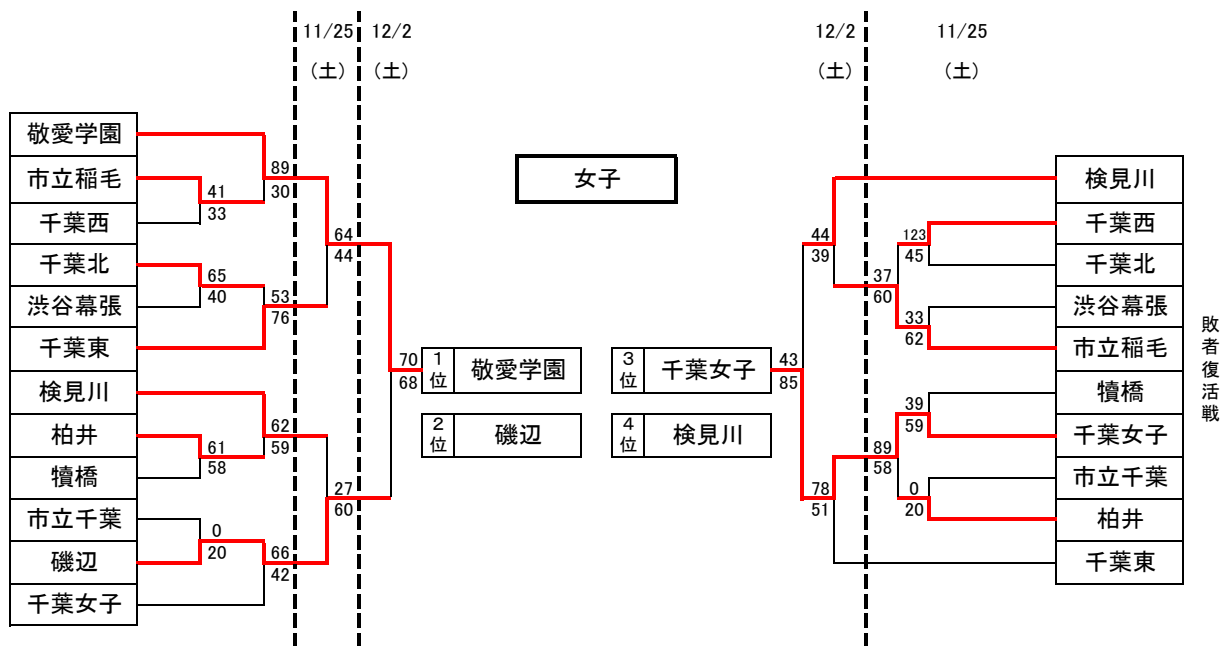 11/25
(土)
12/2
(土)
12/2
(土)
11/25
(土)
女子
敬愛学園
市立稲毛
千葉西
千葉北
渋谷幕張
千葉東
検見川
柏井
犢橋
市立千葉
磯辺
千葉女子
41
33
65
40
61
58
0
20
89
30
53
76
62
59
66
42
64
44
27
60
70
68
1位
敬愛学園
2位
磯辺
3位
千葉女子
4位
検見川
43
85
44
39
78
51
37
60
89
58
123
45
33
62
39
59
0
20
検見川
千葉西
千葉北
渋谷幕張
市立稲毛
犢橋
千葉女子
市立千葉
柏井
千葉東
敗者復活戦